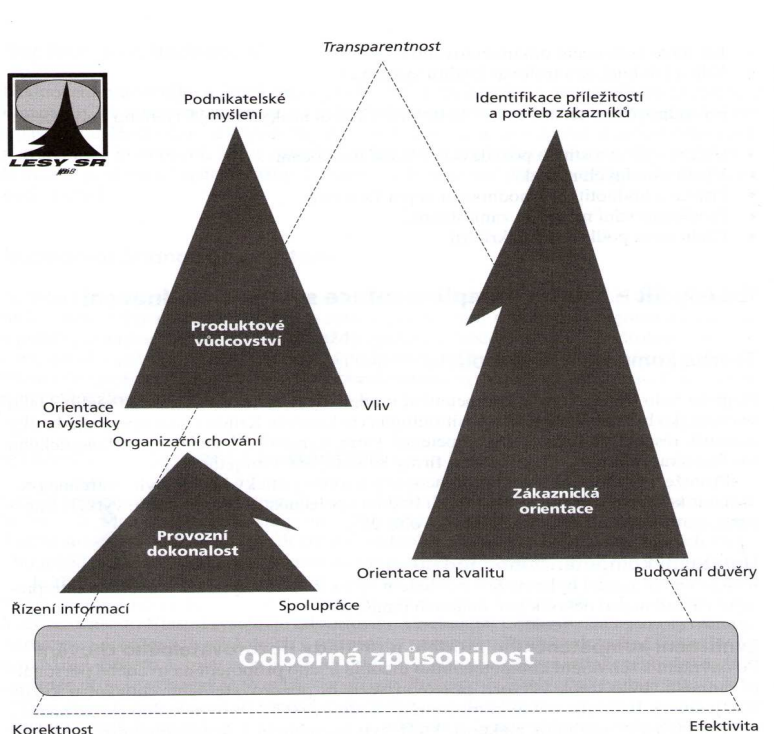 Transparentnost
LESY SR
Podnikatelské
myšlení
Identifikace příležitostí
a potřeb zákazníků
Produktové
vůdcovství
Orientace
na výsledky
Vliv
Organizační chování
Provozní
dokonalost
Zákaznická
orientace
Řízení informací
Spolupráce
Orientace na kvalitu
Budování důvěry
Odborná způsobilost
Korektnost
Efektivita